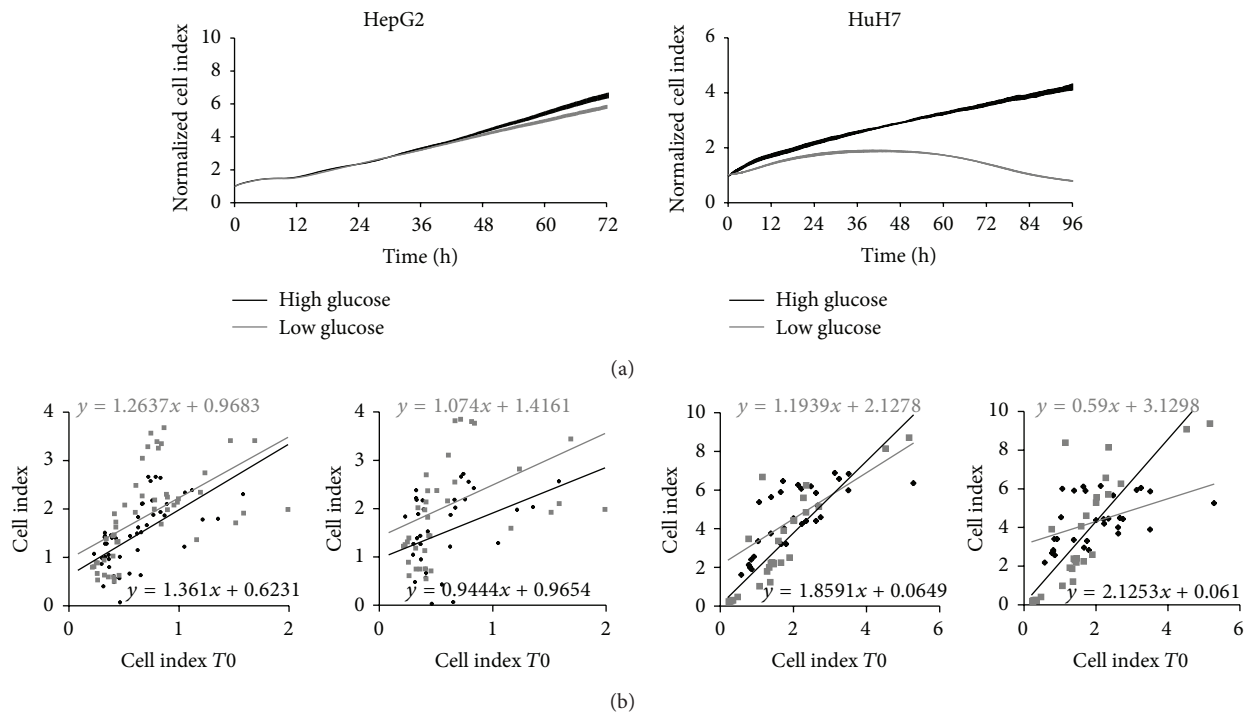 HepG2
10
8
6
4
2
0
Normalized cell index
0 12 24 36 48 60 72
Time (h)
High glucose
Low glucose
HuH7
6
4
2
0
Normalized cell index
0 12 24 36 48 60 72 84 96
Time (h)
High glucose
Low glucose
(a)
y = 1.2637x + 0.9683
4
3
2
1
0
Cell index
y = 1.361x + 0.6231
0 1 2
Cell index T0
y = 1.074x + 1.4161
4
3
2
1
0
Cell index
y = 0.9444x + 0.9654
0 1 2
Cell index T0
y = 1.1939x + 2.1278
10
8
6
4
2
0
Cell index
y = 1.8591x + 0.0649
0 2 4 6
Cell index T0
y = 0.59x + 3.1298
10
8
6
4
2
0
Cell index
y = 2.1253x + 0.061
0 2 4 6
Cell index T0
(b)